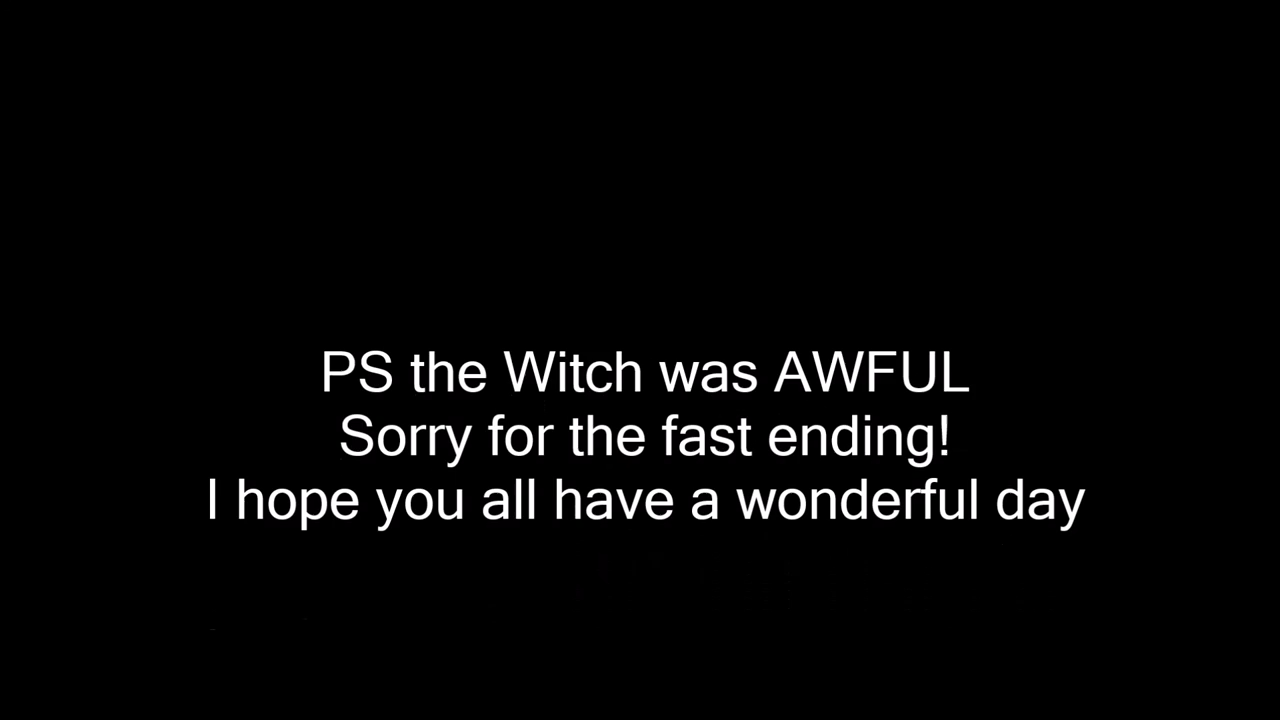 PS the Witch was AWFUL
Sorry for the fast ending!
I hope you all have a wonderful day